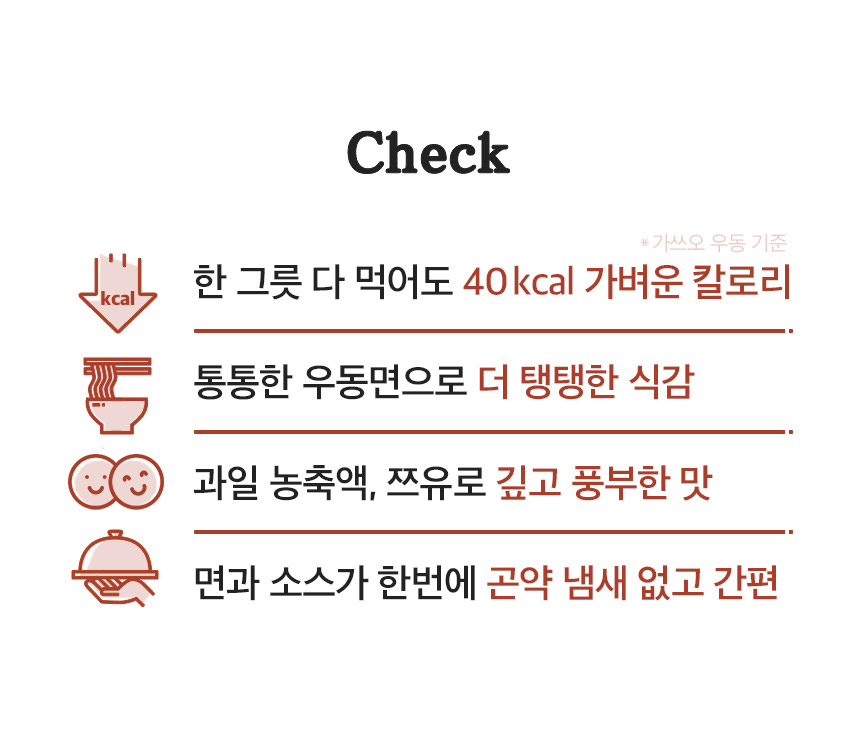 Check
* 가쓰오 우동 기준
kcal
한 그릇 다 먹어도 40 kcal 가벼운 칼로리
통통한 우동면으로 더 탱탱한 식감
과일 농축액, 쯔유로 깊고 풍부한 맛
면과 소스가 한번에 곤약 냄새 없고 간편